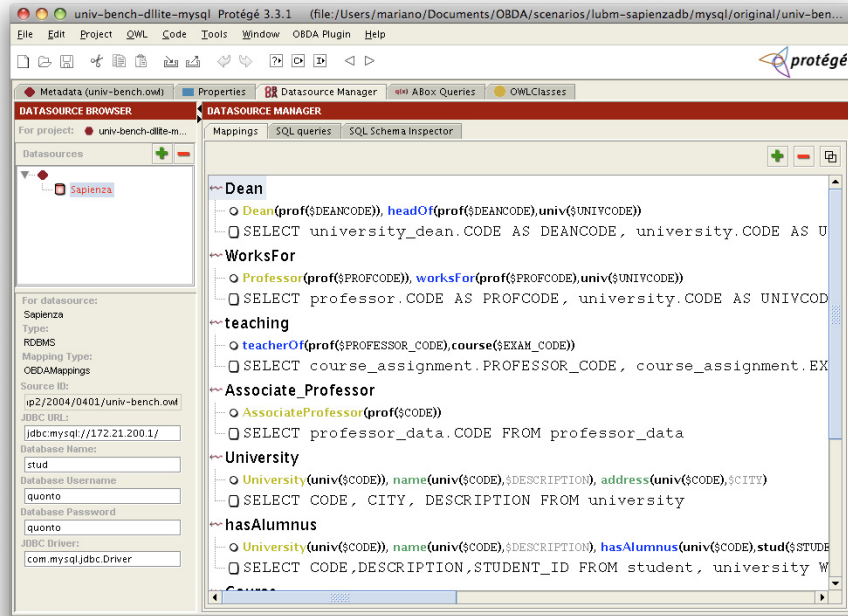 univ-bench-dllite-mysql Protégé 3.3.1 (file:/Users/mariano/Documents/OBDA/scenarios/lubm-sapienzadb/mysql/original/univ-ben...
File Edit Project OWL Code Tools Window OBDA Plugin Help
protégé
Metadata (univ-bench.owl) Properties Datasource Manager q(x) ABox Queries OWLClasses
DATASOURCE BROWSER
For project: univ-bench-dllite-m...
Datasources
Sapienza
For datasource:
Sapienza
Type:
RDBMS
Mapping Type:
OBDAMappings
Source ID:
ıp2/2004/0401/univ-bench.owl
JDBC URL:
jdbc:mysql://172.21.200.1/
Database Name:
stud
Database Username
quonto
Database Password
quonto
JDBC Driver:
com.mysql.jdbc.Driver
DATASOURCE MANAGER
Mappings SQL queries SQL Schema Inspector
Dean
Dean(prof($DEANCODE)), headOf(prof($DEANCODE),univ($UNIVCODE))
SELECT university_dean.CODE AS DEANCODE, university.CODE AS U
WorksFor
Professor(prof($PROFCODE)), worksFor(prof($PROFCODE),univ($UNIVCODE))
SELECT professor.CODE AS PROFCODE, university.CODE AS UNIVCOD
teaching
teacherOf(prof($PROFESSOR_CODE),course($EXAM_CODE))
SELECT course_assignment.PROFESSOR_CODE, course_assignment.EX
Associate_Professor
AssociateProfessor(prof($CODE))
SELECT professor_data.CODE FROM professor_data
University
University(univ($CODE)), name(univ($CODE),$DESCRIPTION), address(univ($CODE),$CITY)
SELECT CODE, CITY, DESCRIPTION FROM university
hasAlumnus
University(univ($CODE)), name(univ($CODE),$DESCRIPTION), hasAlumnus(univ($CODE),stud($STUDE
SELECT CODE,DESCRIPTION,STUDENT_ID FROM student, university W
Course